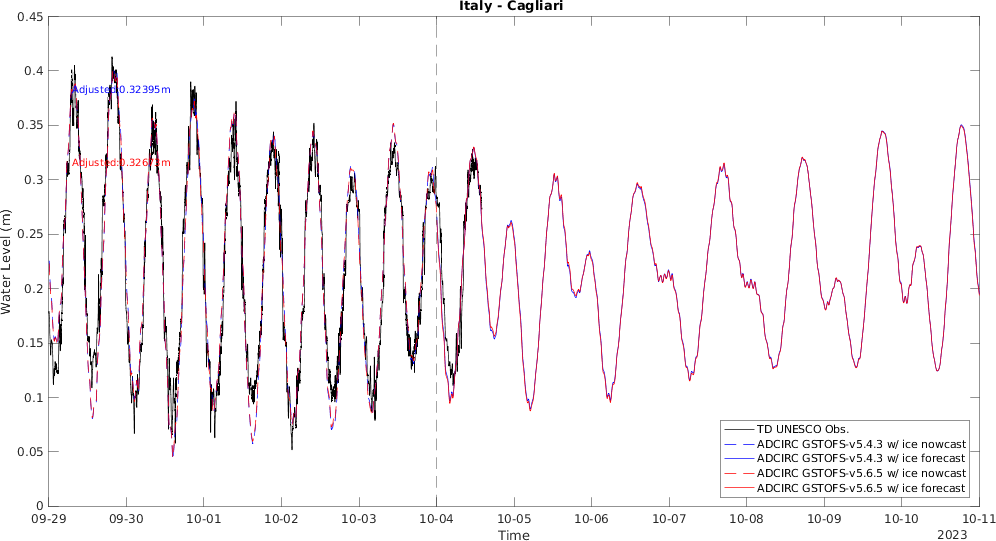 Italy - Cagliari
0.45
0.4
0.35
0.3
0.25
0.2
0.15
0.1
0.05
0
Water Level (m)
Adjusted:0.32395m
Adjusted:0.32673m
TD UNESCO Obs.
ADCIRC GSTOFS-v5.4.3 w/ ice nowcast
ADCIRC GSTOFS-v5.4.3 w/ ice forecast
ADCIRC GSTOFS-v5.6.5 w/ ice nowcast
ADCIRC GSTOFS-v5.6.5 w/ ice forecast
09-29 09-30 10-01 10-02 10-03 10-04 10-05 10-06 10-07 10-08 10-09 10-10 10-11
Time
2023